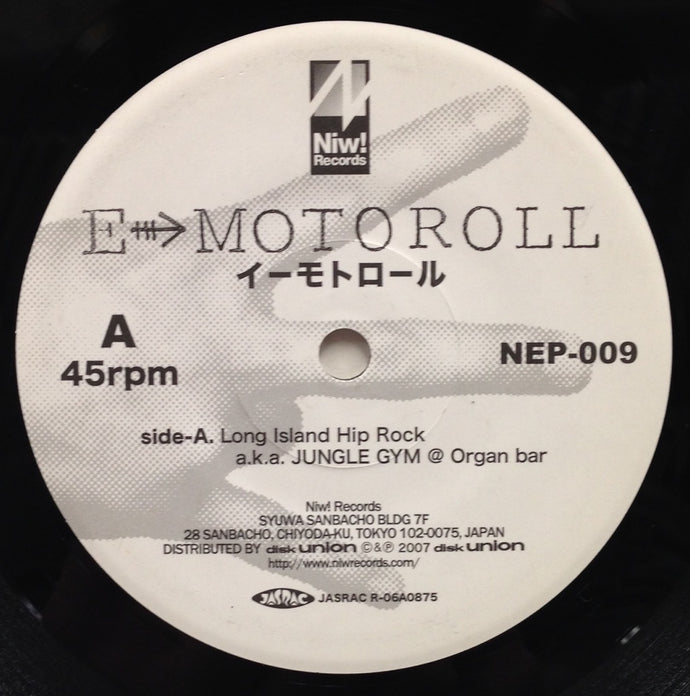 Niw!
Records
E MOTOROLL
イーモトロール
A
45rpm
NEP-009
side-A. Long Island Hip Rock
a.k.a. JUNGLE GYM @ Organ bar
Niw! Records
SYUWA SANBACHO BLDG 7F
28 SANBACHO, CHIYODA-KU, TOKYO 102-0075, JAPAN
DISTRIBUTED BY disk union ©&℗ 2007 disk union
http://www.niwrecords.com/
JASRAC JASRAC R-06A0875